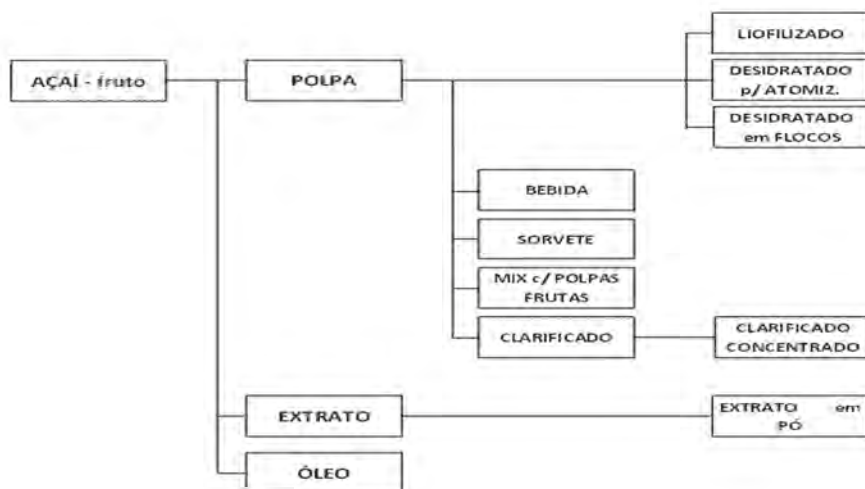 LIOFILIZADO
AÇAÍ - fruto
POLPA
DESIDRATADO
p/ ATOMIZ.
DESIDRATADO
em FLOCOS
BEBIDA
SORVETE
MIX c/ POLPAS
FRUTAS
CLARIFICADO
CLARIFICADO
CONCENTRADO
EXTRATO
EXTRATO em
PÓ
ÓLEO